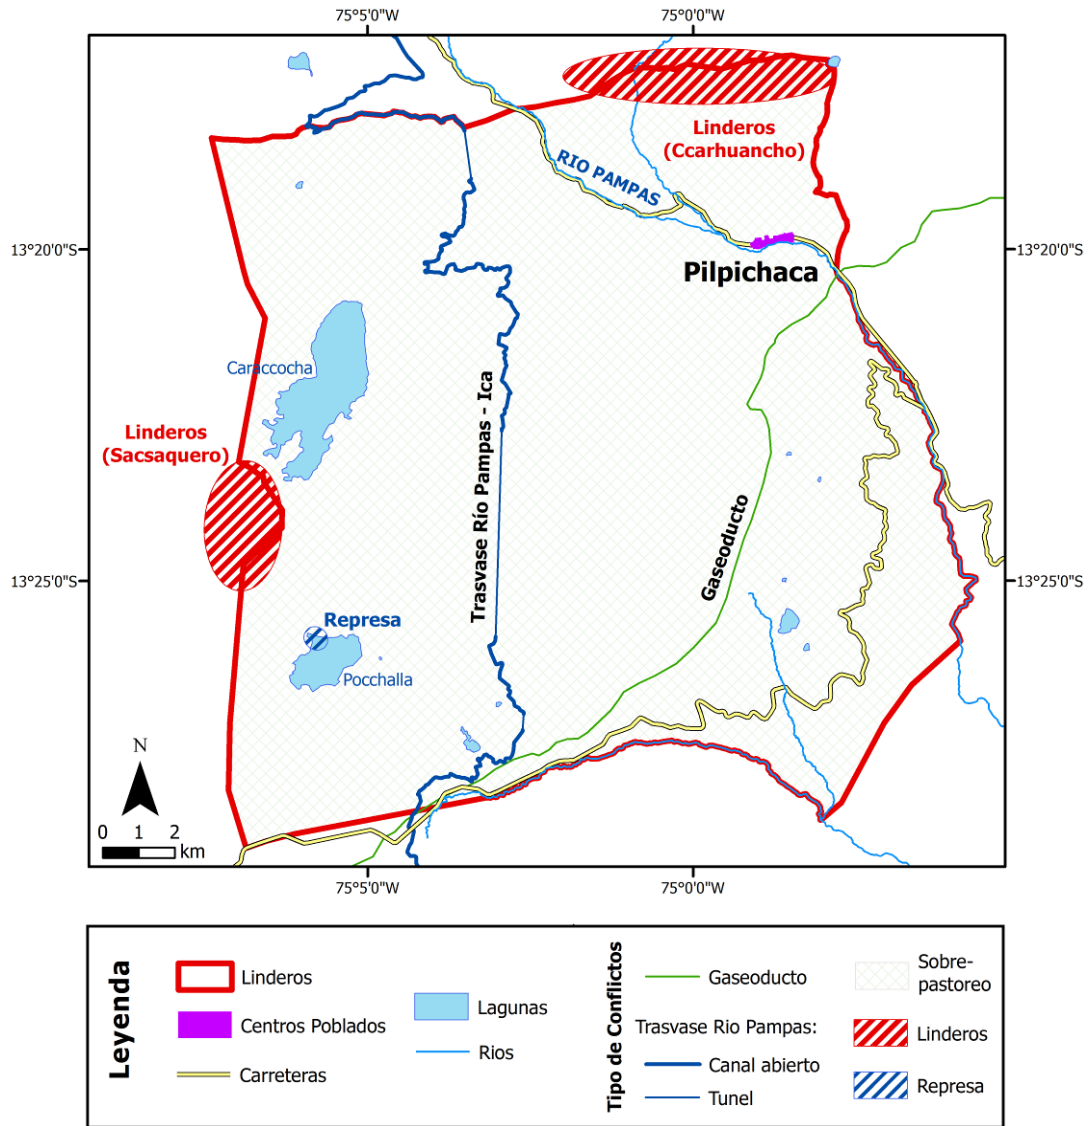 75°5'0"W
75°0'0"W
Linderos
(Ccarhuancho)
RIO PAMPAS
13°20'0"S
13°20'0"S
Pilpichaca
Caraccocha
Trasvase Río Pampas - Ica
Linderos
(Sacsaquero)
Gaseoducto
13°25'0"S
13°25'0"S
Represa
Pocchalla
N
0 1 2
km
75°5'0"W
75°0'0"W
Leyenda
Linderos
Centros Poblados
Carreteras
Lagunas
Rios
Tipo de Conflictos
Gaseoducto
Trasvase Rio Pampas:
Canal abierto
Tunel
Sobre-
pastoreo
Linderos
Represa